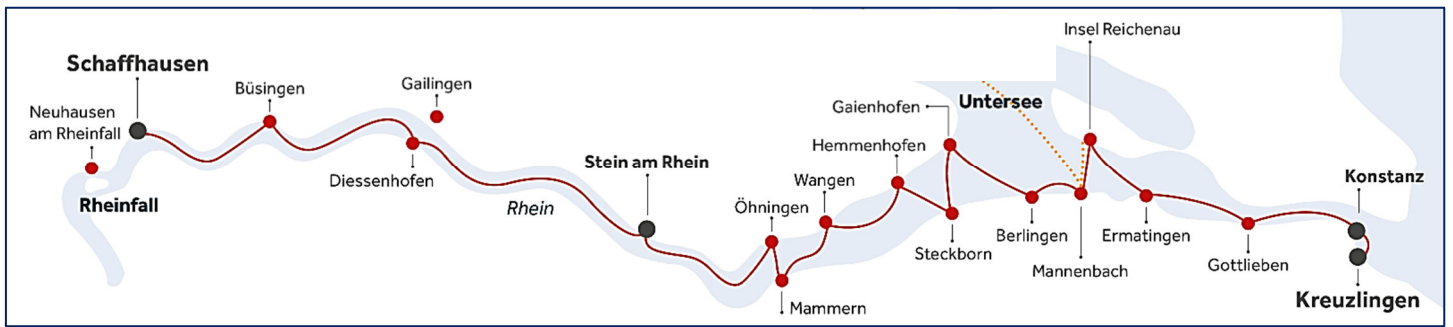 Schaffhausen
Neuhausen
am Rheinfall
Rheinfall
Büsingen
Gailingen
Diessenhofen
Rhein
Stein am Rhein
Öhningen
Mammern
Wangen
Hemmenhofen
Gaienhofen
Steckborn
Untersee
Berlingen
Mannenbach
Insel Reichenau
Ermatingen
Gottlieben
Konstanz
Kreuzlingen